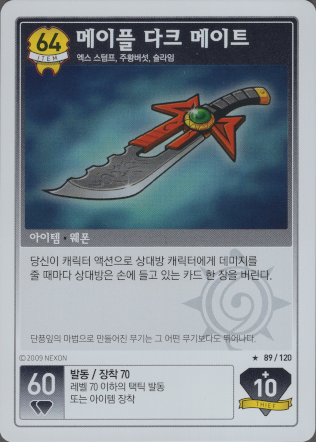 64
ITEM
메이플 다크 메이트
엑스 스텀프, 주황버섯, 슬라임
아이템 · 웨폰
당신이 캐릭터 액션으로 상대방 캐릭터에게 데미지를
줄 때마다 상대방은 손에 들고 있는 카드 한 장을 버린다.
단풍잎의 마법으로 만들어진 무기는 그 어떤 무기보다도 뛰어나다.
©2009 NEXON
★ 89/120
60
발동 / 장착 70
레벨 70 이하의 택틱 발동
또는 아이템 장착
+
10
THIEF